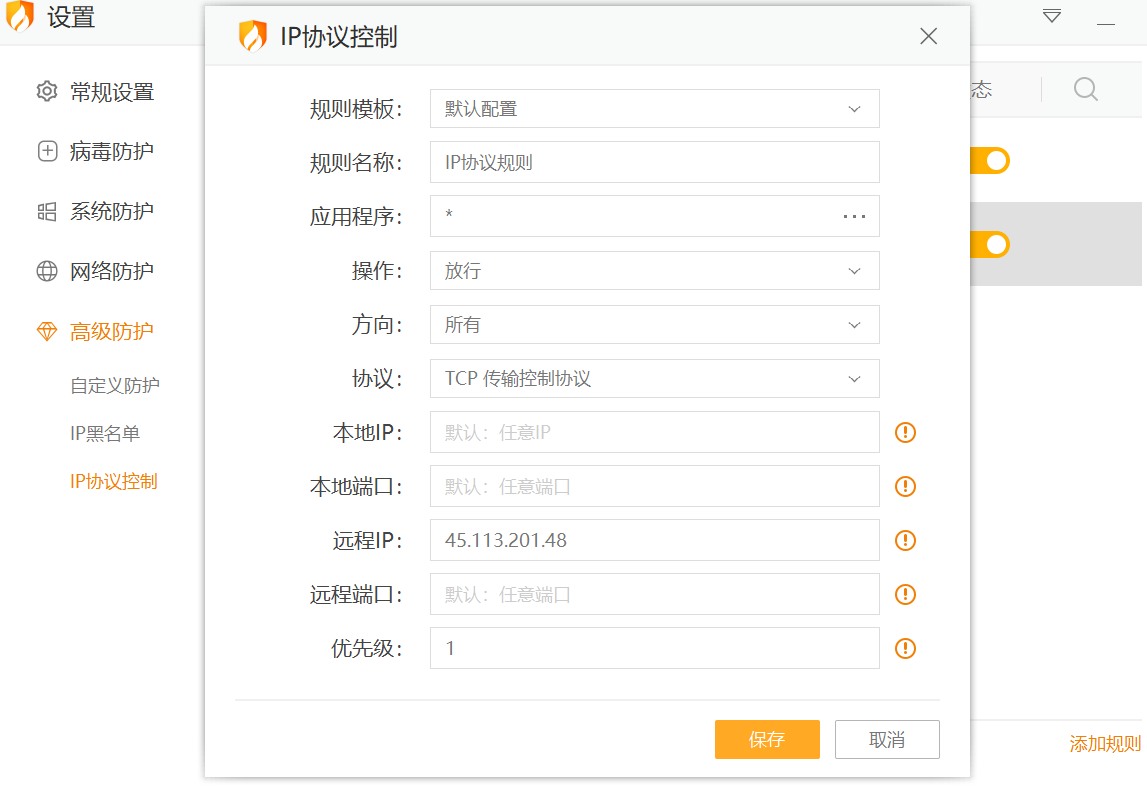 设置
常规设置
病毒防护
系统防护
网络防护
高级防护
自定义防护
IP黑名单
IP协议控制
IP协议控制
规则模板： 默认配置
规则名称： IP协议规则
应用程序： * ...
操作： 放行
方向： 所有
协议： TCP 传输控制协议
本地IP： 默认：任意IP
本地端口： 默认：任意端口
远程IP： 45.113.201.48
远程端口： 默认：任意端口
优先级： 1
保存 取消
态
添加规则